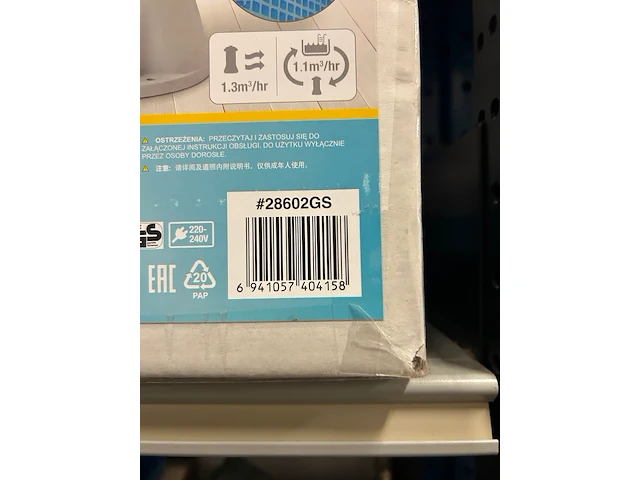 1.3m³/hr
1.1m³/hr
OSTRZEŻENIA: PRZECZYTAJ I ZASTOSUJ SIĘ DO
ZAŁĄCZONEJ INSTRUKCJI OBSŁUGI. DO UŻYTKU WYŁĄCZNIE
PRZEZ OSOBY DOROSŁE.
注意: 请详阅及遵照内附说明书。仅供成年人使用。
#28602GS
GS
220-
240V
EAC
20
PAP
6 941057 404158